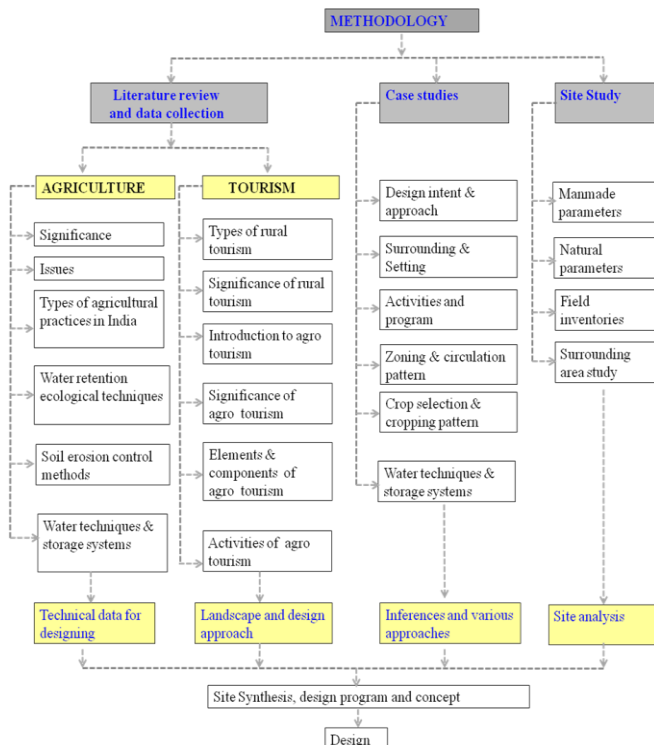 METHODOLOGY
Literature review
and data collection
Case studies
Site Study
AGRICULTURE
TOURISM
Significance
Issues
Types of agricultural
practices in India
Water retention
ecological techniques
Soil erosion control
methods
Water techniques &
storage systems
Types of rural
tourism
Significance of rural
tourism
Introduction to agro
tourism
Significance of
agro tourism
Elements &
components of
agro tourism
Activities of agro
tourism
Design intent &
approach
Surrounding &
Setting
Activities and
program
Zoning & circulation
pattern
Crop selection &
cropping pattern
Water techniques &
storage systems
Manmade
parameters
Natural
parameters
Field
inventories
Surrounding
area study
Technical data for
designing
Landscape and design
approach
Inferences and various
approaches
Site analysis
Site Synthesis, design program and concept
Design